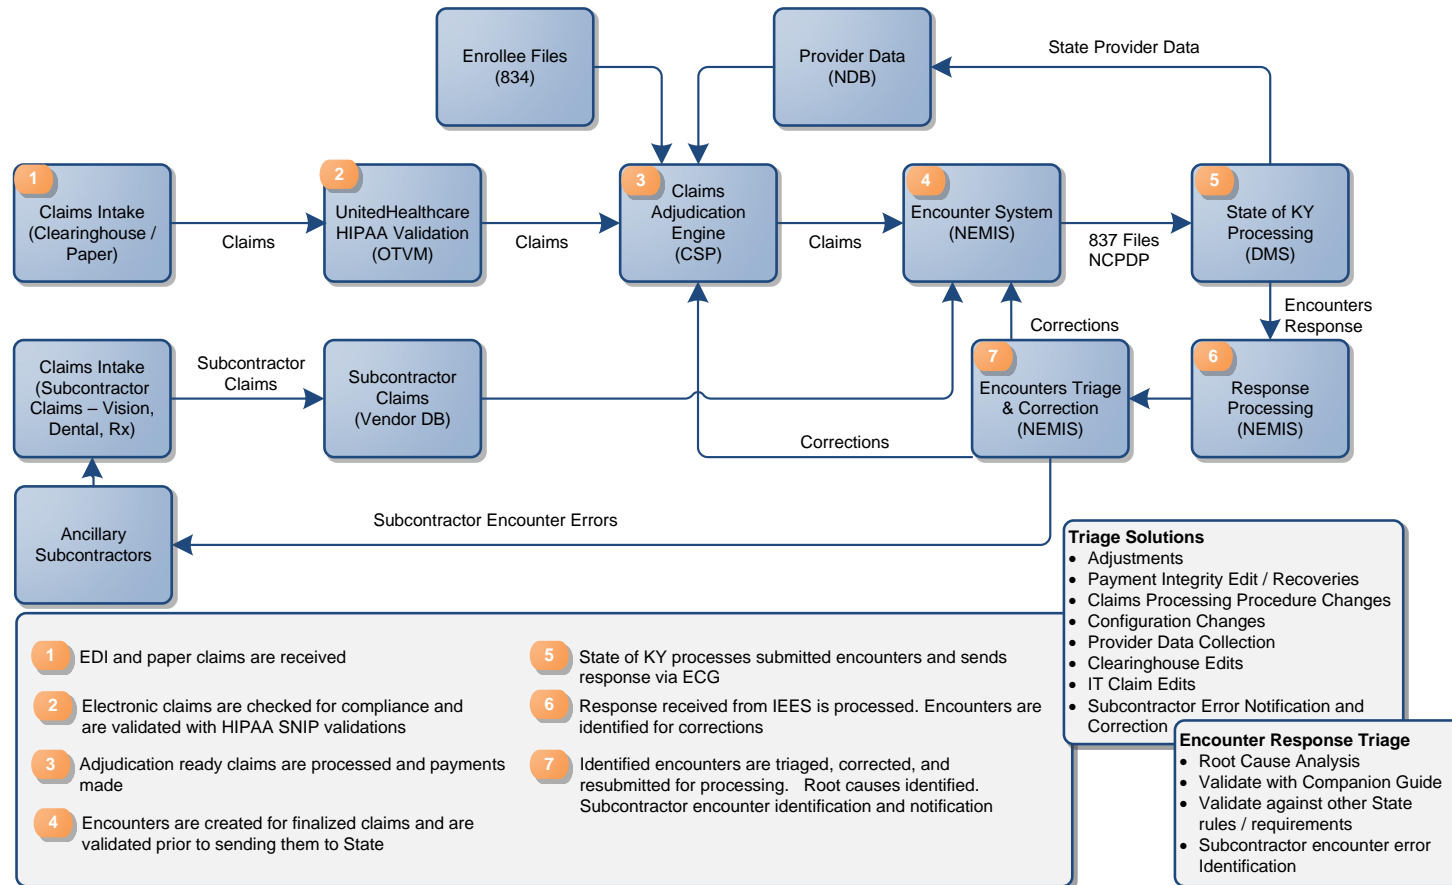 Enrollee Files
(834)
Provider Data
(NDB)
State Provider Data
1
Claims Intake
(Clearinghouse /
Paper)
Claims
2
UnitedHealthcare
HIPAA Validation
(OTVM)
Claims
3
Claims
Adjudication
Engine
(CSP)
Claims
4
Encounter System
(NEMIS)
837 Files
NCPDP
5
State of KY
Processing
(DMS)
Encounters
Response
Claims Intake
(Subcontractor
Claims – Vision,
Dental, Rx)
Subcontractor
Claims
Subcontractor
Claims
(Vendor DB)
Corrections
7
Encounters Triage
& Correction
(NEMIS)
6
Response
Processing
(NEMIS)
Corrections
Ancillary
Subcontractors
Subcontractor Encounter Errors
Triage Solutions
• Adjustments
• Payment Integrity Edit / Recoveries
• Claims Processing Procedure Changes
• Configuration Changes
• Provider Data Collection
• Clearinghouse Edits
• IT Claim Edits
• Subcontractor Error Notification and
Correction
Encounter Response Triage
• Root Cause Analysis
• Validate with Companion Guide
• Validate against other State
rules / requirements
• Subcontractor encounter error
Identification
1 EDI and paper claims are received
2 Electronic claims are checked for compliance and
are validated with HIPAA SNIP validations
3 Adjudication ready claims are processed and payments
made
4 Encounters are created for finalized claims and are
validated prior to sending them to State
5 State of KY processes submitted encounters and sends
response via ECG
6 Response received from IEES is processed. Encounters are
identified for corrections
7 Identified encounters are triaged, corrected, and
resubmitted for processing. Root causes identified.
Subcontractor encounter identification and notification